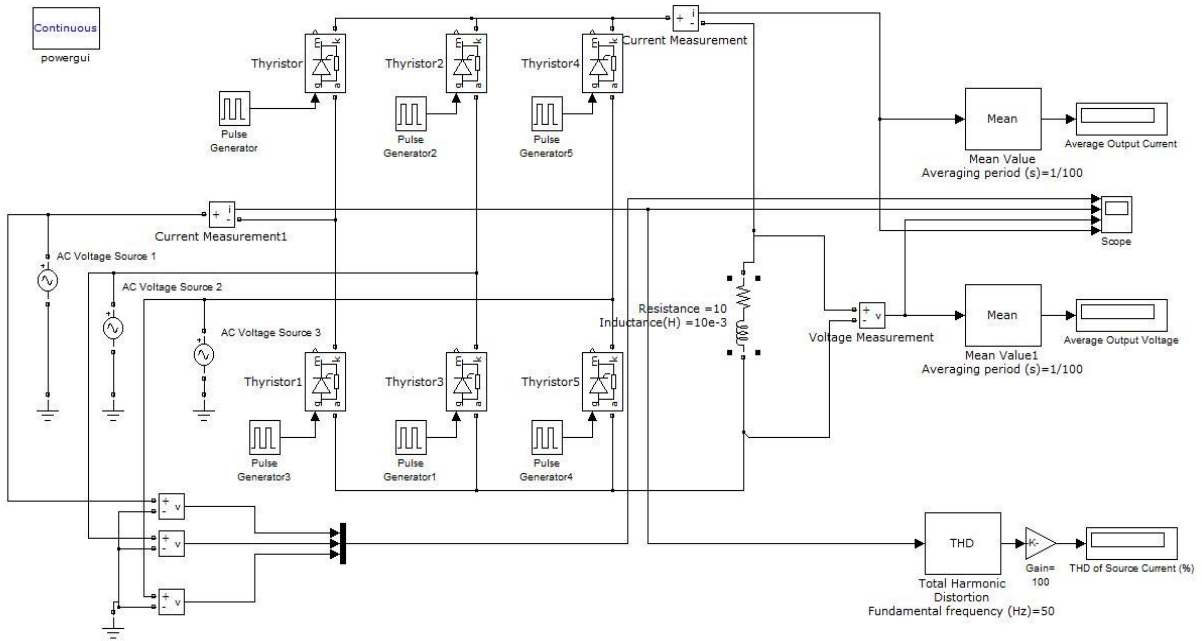 Continuous
powergui
i
+
-
Current Measurement
m
k
g
a
Thyristor
m
k
g
a
Thyristor2
m
k
g
a
Thyristor4
Pulse
Generator
Pulse
Generator2
Pulse
Generator5
Mean
Mean Value
Averaging period (s)=1/100
Average Output Current
+
i
-
Current Measurement1
Scope
AC Voltage Source 1
+
AC Voltage Source 2
+
AC Voltage Source 3
+
Resistance =10
Inductance(H) =10e-3
+
-
v
Voltage Measurement
Mean
Mean Value1
Averaging period (s)=1/100
Average Output Voltage
m
k
g
a
Thyristor1
m
k
g
a
Thyristor3
m
k
g
a
Thyristor5
Pulse
Generator3
Pulse
Generator1
Pulse
Generator4
+
-
v
+
-
v
+
-
v
THD
Total Harmonic
Distortion
Fundamental frequency (Hz)=50
K-
Gain=
100
THD of Source Current (%)